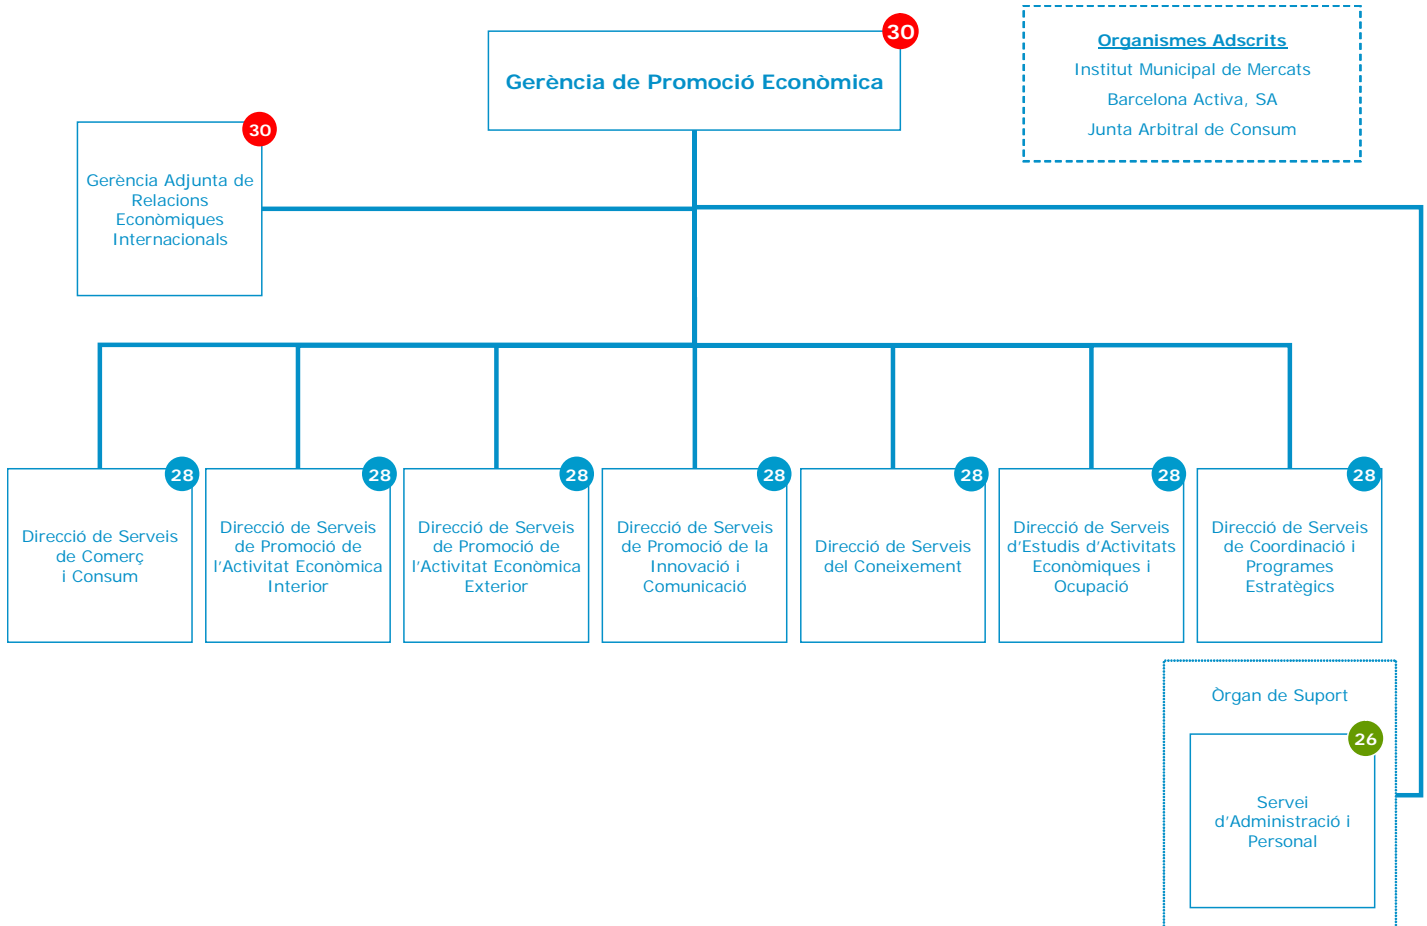 30
Gerència de Promoció Econòmica
Organismes Adscrits
Institut Municipal de Mercats
Barcelona Activa, SA
Junta Arbitral de Consum
30
Gerència Adjunta de
Relacions
Econòmiques
Internacionals
28
Direcció de Serveis
de Comerç
i Consum
28
Direcció de Serveis
de Promoció de
l’Activitat Econòmica
Interior
28
Direcció de Serveis
de Promoció de
l’Activitat Econòmica
Exterior
28
Direcció de Serveis
de Promoció de la
Innovació i
Comunicació
28
Direcció de Serveis
del Coneixement
28
Direcció de Serveis
d’Estudis d’Activitats
Econòmiques i
Ocupació
28
Direcció de Serveis
de Coordinació i
Programes
Estratègics
Òrgan de Suport
26
Servei
d’Administració i
Personal